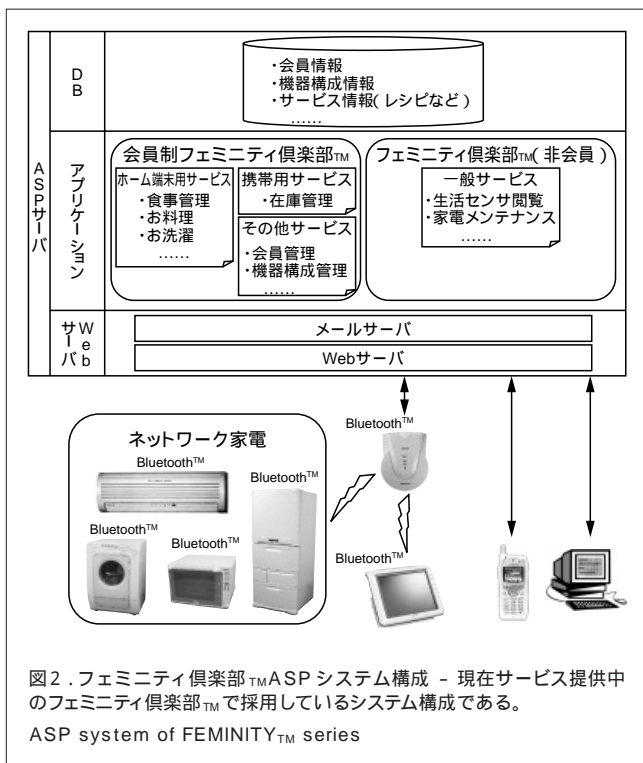 ASPサーバ
DB
・会員情報
・機器構成情報
・サービス情報(レシピなど)
……
アプリケーション
会員制フェミニティ倶楽部TM
ホーム端末用サービス
・食事管理
・お料理
・お洗濯
……
携帯用サービス
・在庫管理
その他サービス
・会員管理
・機器構成管理
……
フェミニティ倶楽部TM(非会員)
一般サービス
・生活センサ閲覧
・家電メンテナンス
……
Webサーバ
メールサーバ
Webサーバ
ネットワーク家電
Bluetooth™
Bluetooth™
Bluetooth™
Bluetooth™
Bluetooth™
Bluetooth™
図2.フェミニティ倶楽部TMASPシステム構成 - 現在サービス提供中
のフェミニティ倶楽部TMで採用しているシステム構成である。
ASP system of FEMINITYTM series